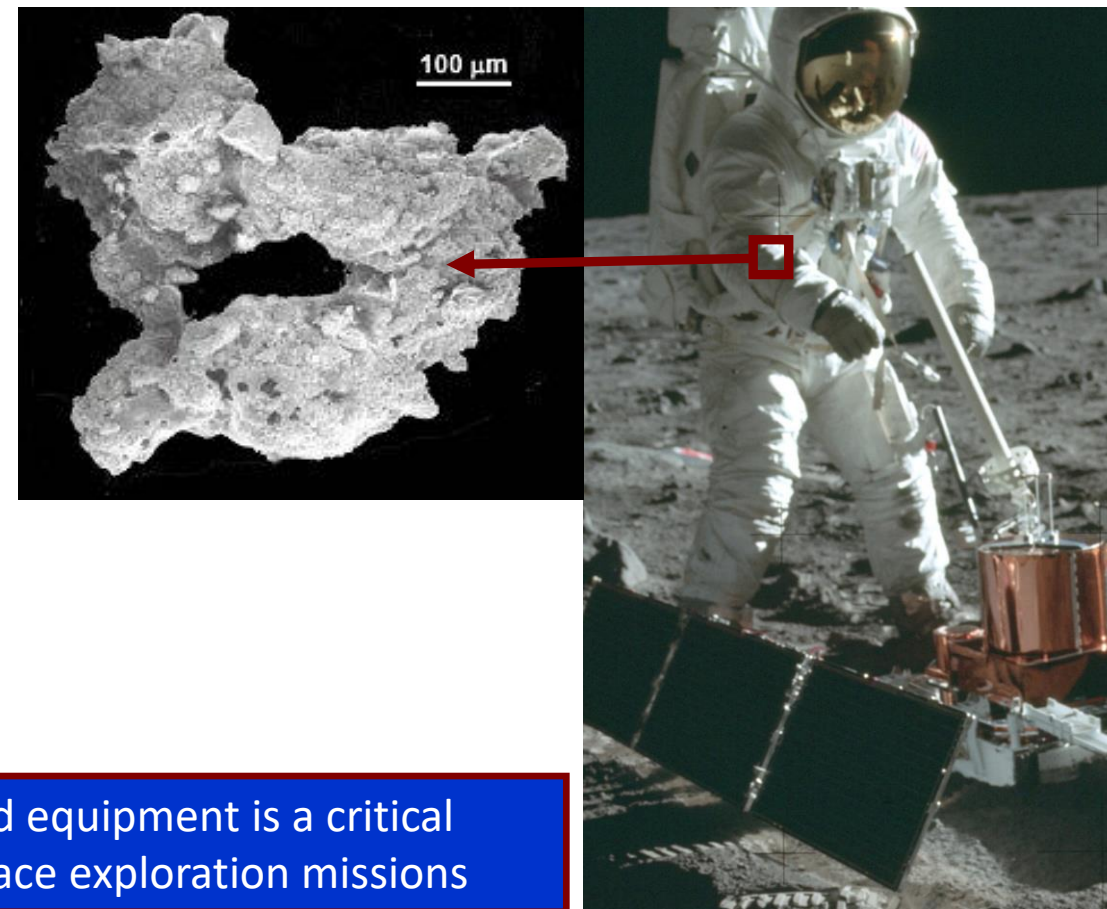 100 μm
d equipment is a critical
ace exploration missions